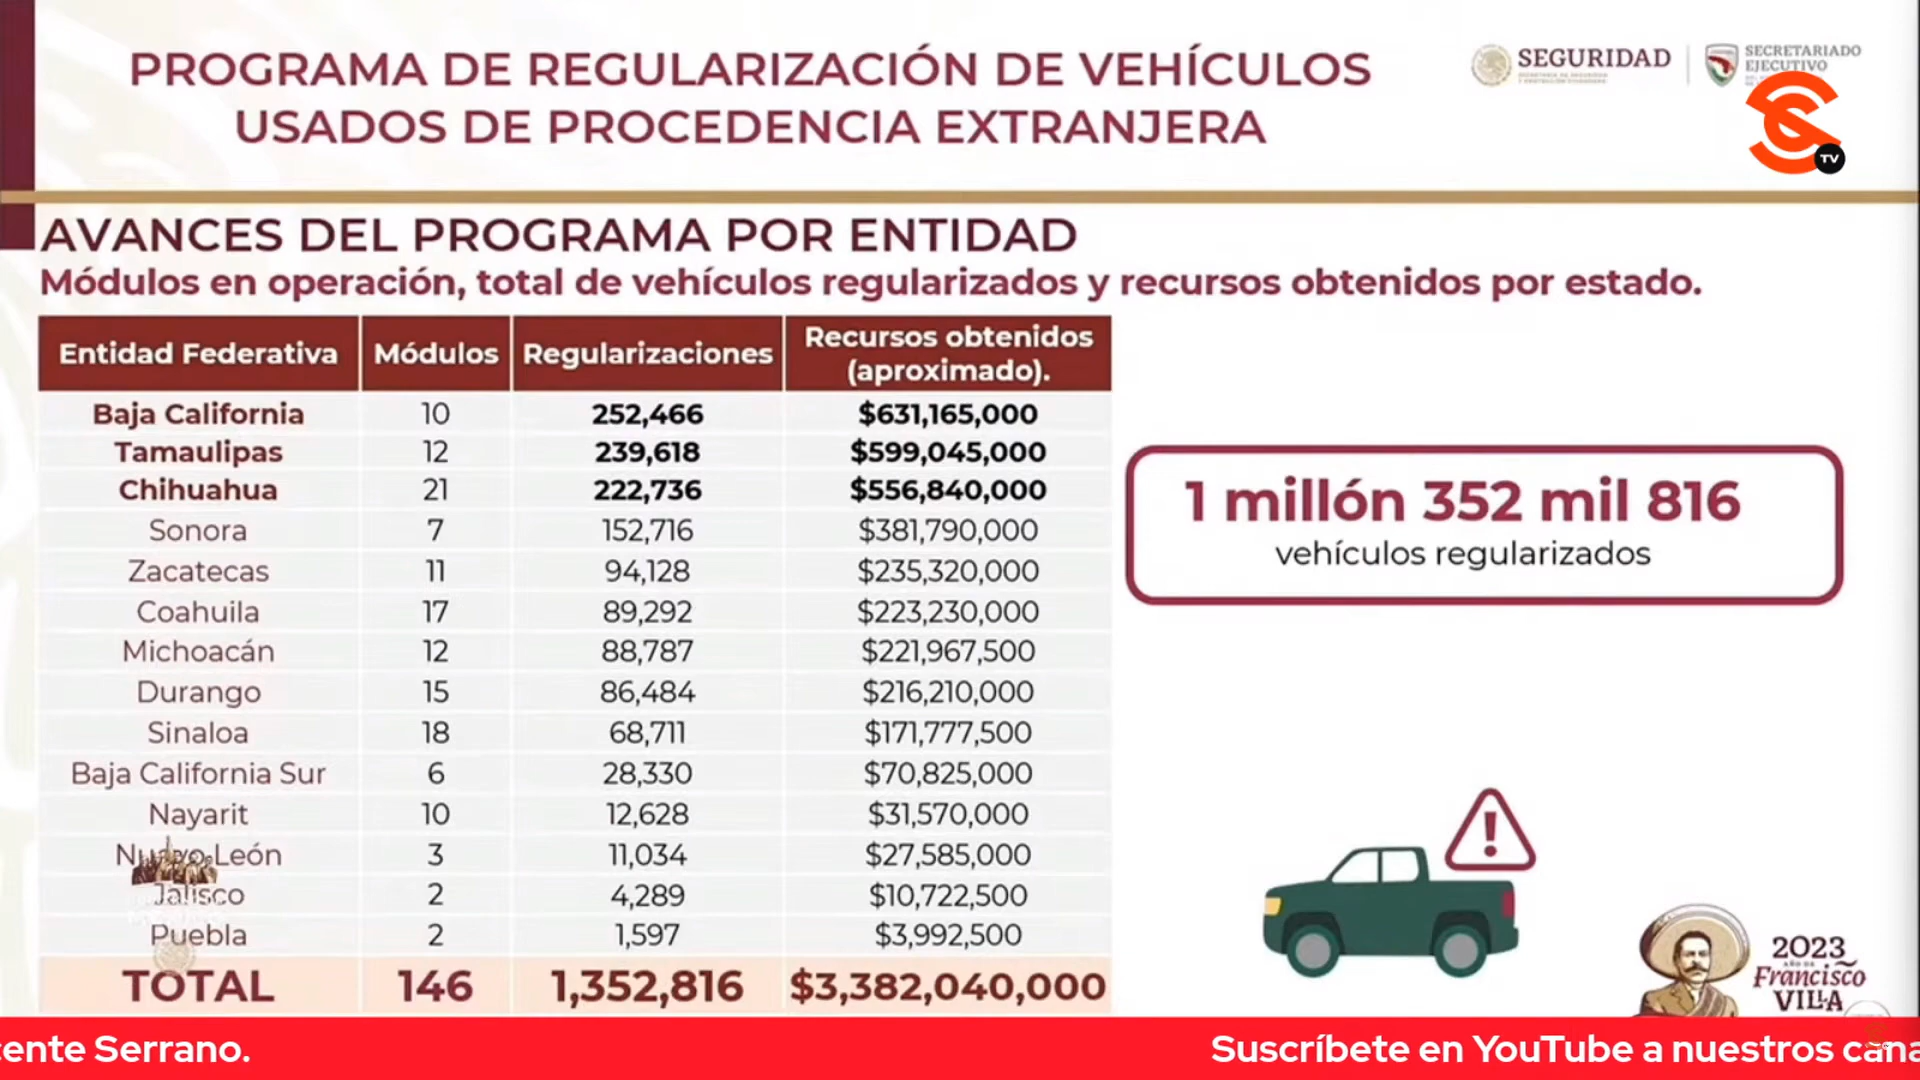 PROGRAMA DE REGULARIZACIÓN DE VEHÍCULOS
USADOS DE PROCEDENCIA EXTRANJERA
SEGURIDAD
SECRETARIADO
EJECUTIVO
TV
AVANCES DEL PROGRAMA POR ENTIDAD
Módulos en operación, total de vehículos regularizados y recursos obtenidos por estado.
Entidad Federativa Módulos Regularizaciones Recursos obtenidos (aproximado).
Baja California 10 252,466 $631,165,000
Tamaulipas 12 239,618 $599,045,000
Chihuahua 21 222,736 $556,840,000
Sonora 7 152,716 $381,790,000
Zacatecas 11 94,128 $235,320,000
Coahuila 17 89,292 $223,230,000
Michoacán 12 88,787 $221,967,500
Durango 15 86,484 $216,210,000
Sinaloa 18 68,711 $171,777,500
Baja California Sur 6 28,330 $70,825,000
Nayarit 10 12,628 $31,570,000
Nuevo León 3 11,034 $27,585,000
Jalisco 2 4,289 $10,722,500
Puebla 2 1,597 $3,992,500
TOTAL 146 1,352,816 $3,382,040,000
1 millón 352 mil 816
vehículos regularizados
2023
AÑO DE
Francisco
VILLA
cente Serrano.
Suscríbete en YouTube a nuestros cana